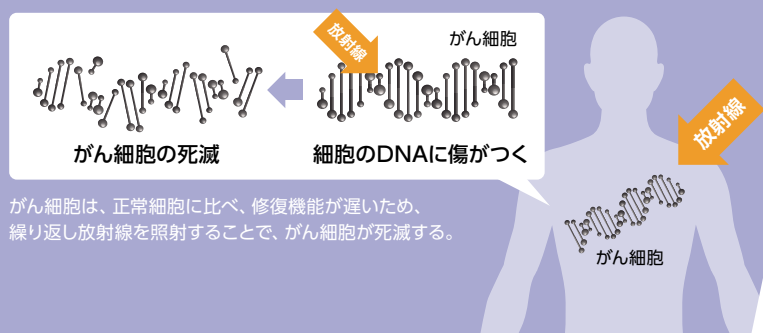 放射線
がん細胞
がん細胞の死滅
細胞のDNAに傷がつく
放射線
がん細胞
がん細胞は、正常細胞に比べ、修復機能が遅いため、
繰り返し放射線を照射することで、がん細胞が死滅する。